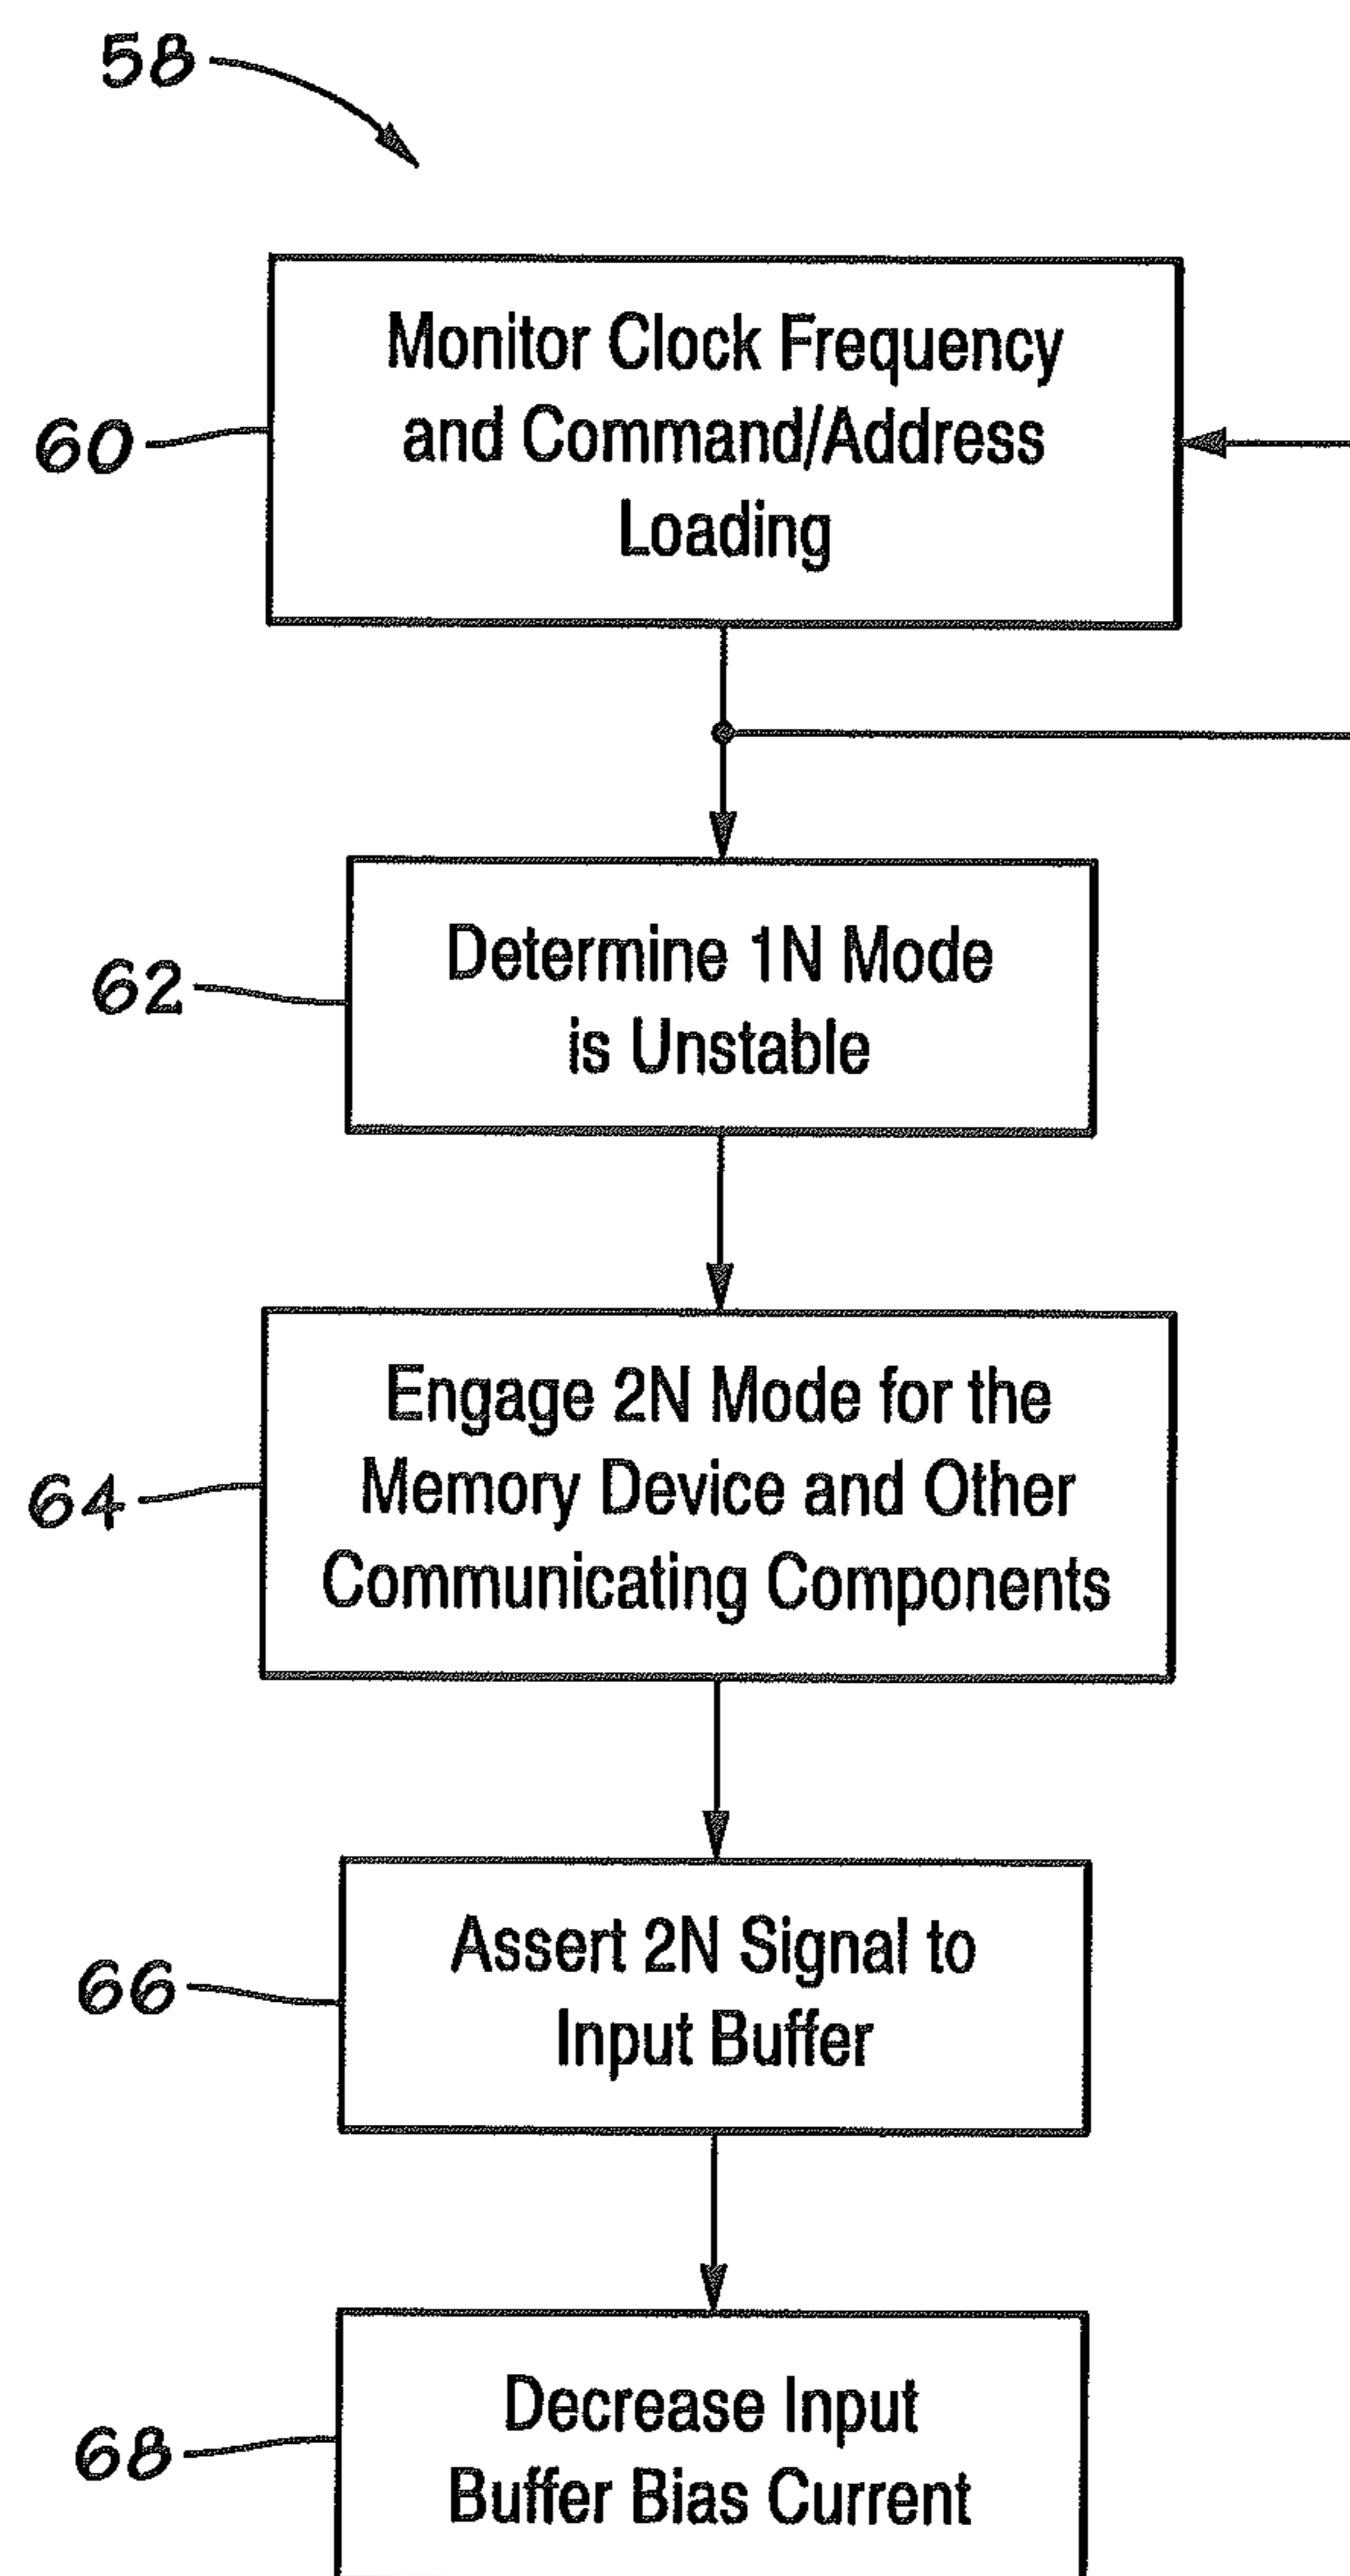 58
60
Monitor Clock Frequency
and Command/Address
Loading
62
Determine 1N Mode
is Unstable
64
Engage 2N Mode for the
Memory Device and Other
Communicating Components
66
Assert 2N Signal to
Input Buffer
68
Decrease Input
Buffer Bias Current